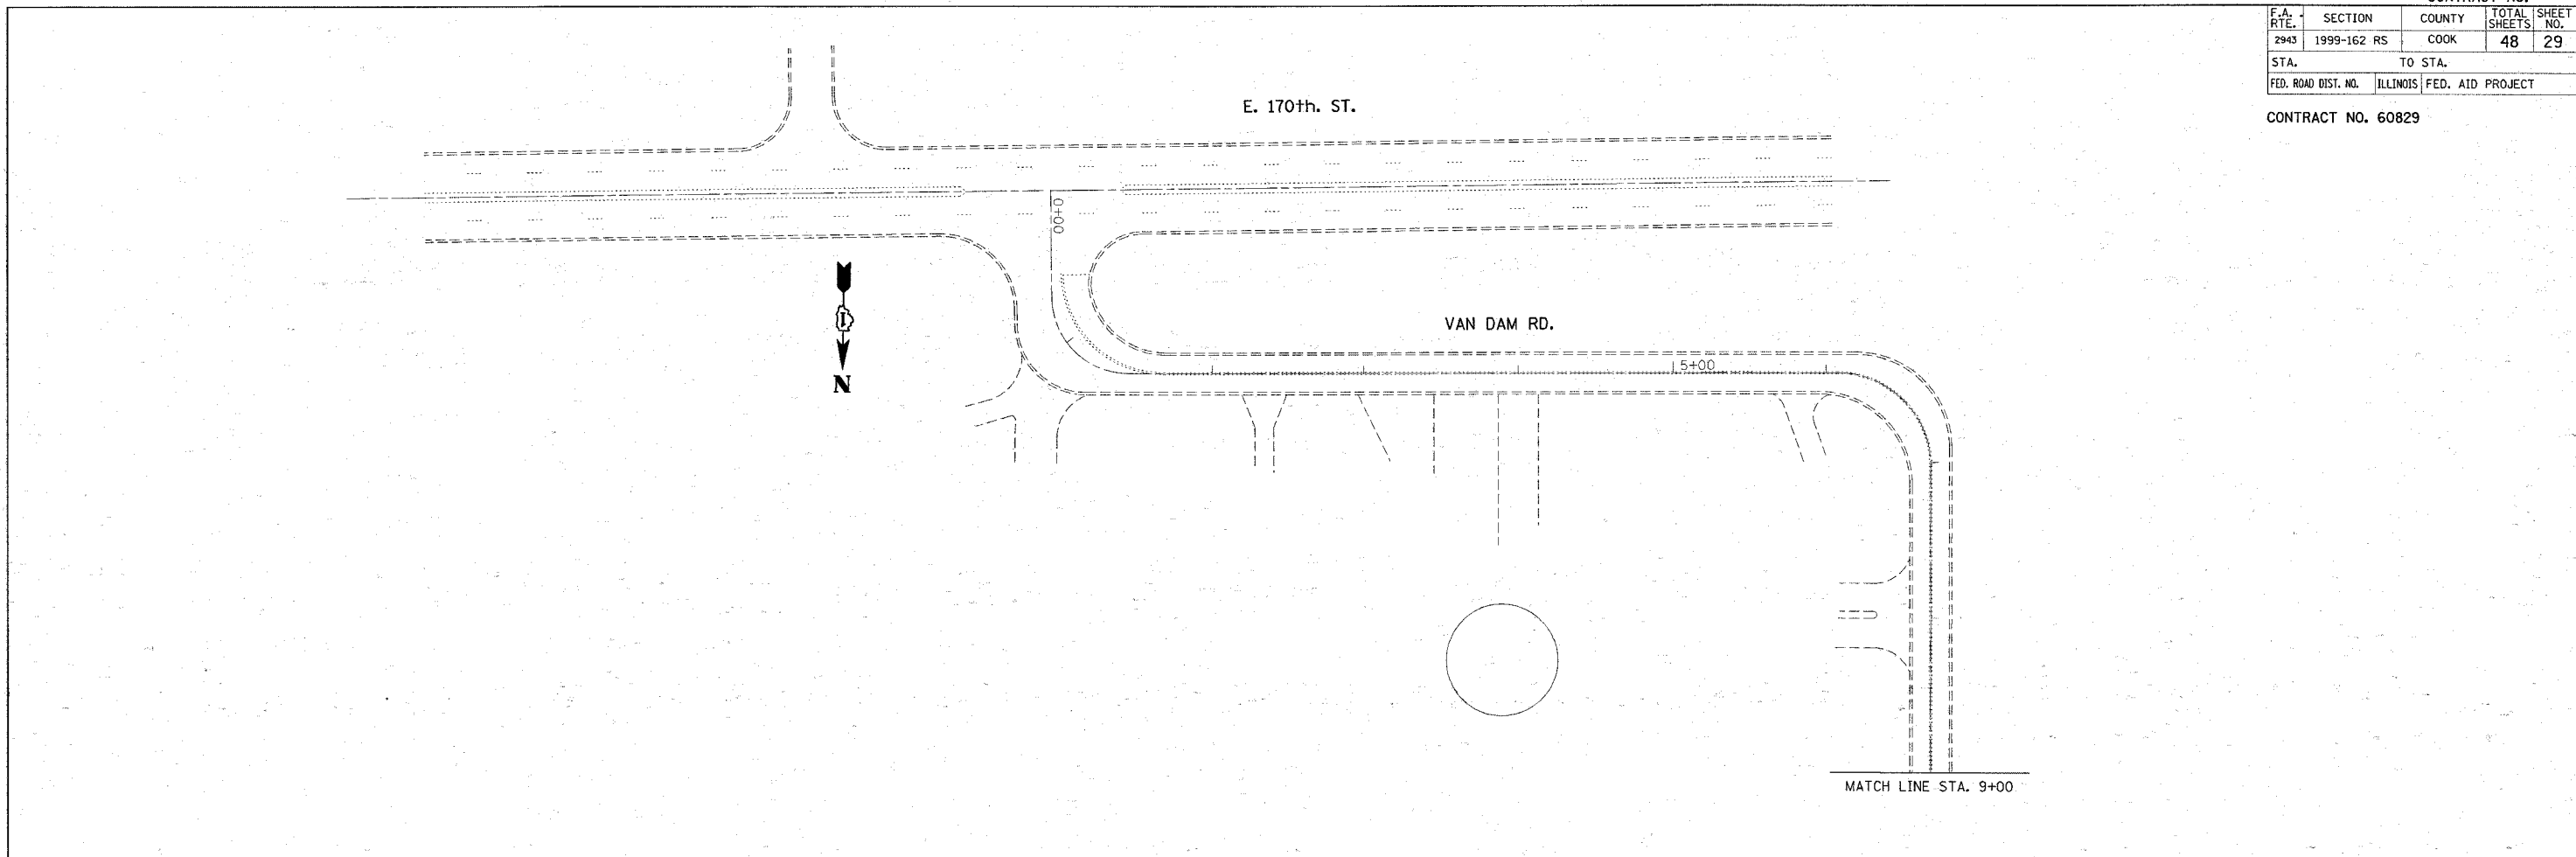 F.A. RTE. SECTION COUNTY TOTAL SHEETS SHEET NO.
2943 1999-162 RS COOK 48 29
STA. TO STA.
FED. ROAD DIST. NO. ILLINOIS FED. AID PROJECT
CONTRACT NO. 60829
E. 170th. ST.
0+00
I
N
VAN DAM RD.
5+00
MATCH LINE STA. 9+00